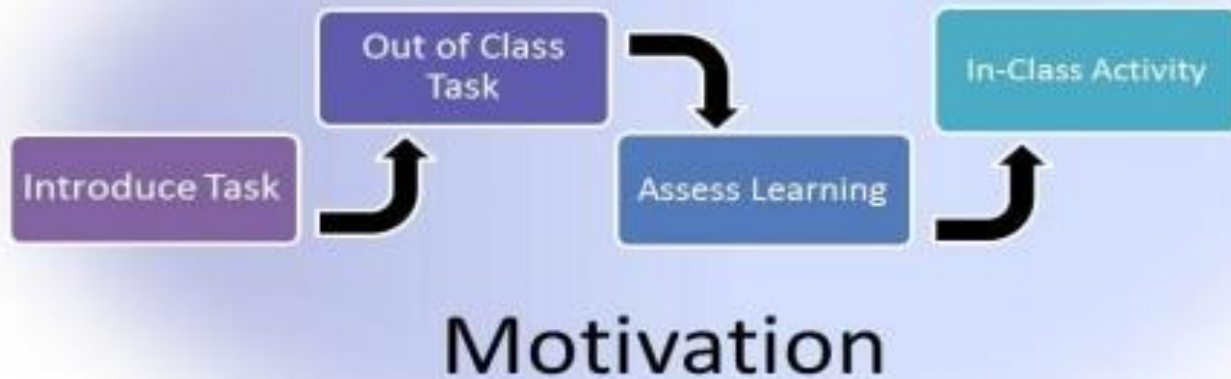 Introduce Task
Out of Class
Task
Assess Learning
In-Class Activity
Motivation